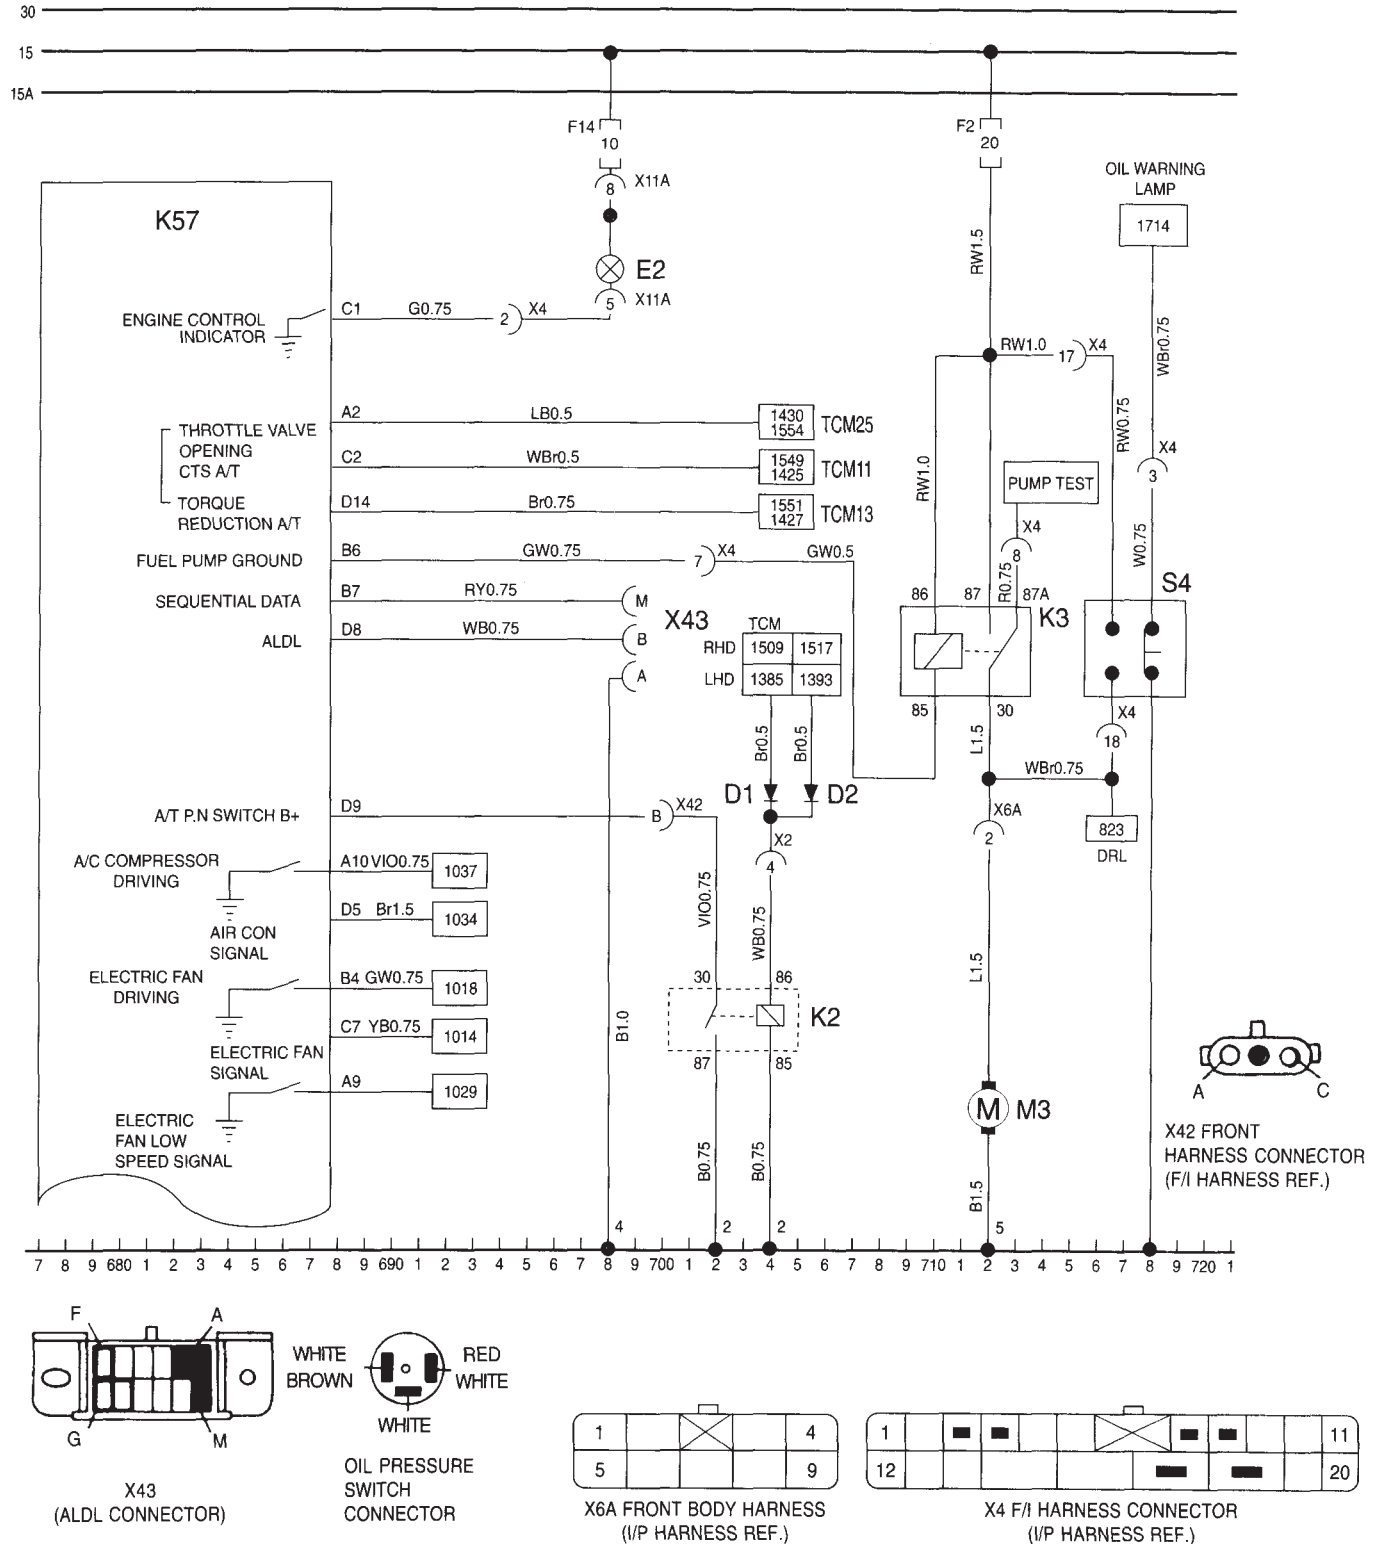 30
15
15A
F14
10
8
X11A
E2
5
X11A
F2
20
RW1.5
OIL WARNING
LAMP
1714
WBr0.75
K57
ENGINE CONTROL
INDICATOR
C1
G0.75
2
X4
RW1.0
17
X4
RW1.0
RW0.75
X4
3
W0.75
THROTTLE VALVE
OPENING
CTS A/T
A2
LB0.5
1430
1554
TCM25
C2
WBr0.5
1549
1425
TCM11
TORQUE
REDUCTION A/T
D14
Br0.75
1551
1427
TCM13
PUMP TEST
X4
8
R0.75
FUEL PUMP GROUND
B6
GW0.75
7
X4
GW0.5
SEQUENTIAL DATA
B7
RY0.75
M
ALDL
D8
WB0.75
B
A
X43
TCM
RHD
1509
1517
LHD
1385
1393
86
87
87A
K3
85
30
S4
X4
18
L1.5
WBr0.75
823
DRL
X6A
2
Br0.5
Br0.5
D1
D2
X2
4
A/T P.N SWITCH B+
D9
B
X42
A/C COMPRESSOR
DRIVING
A10
VIO0.75
1037
D5
Br1.5
1034
AIR CON
SIGNAL
ELECTRIC FAN
DRIVING
B4
GW0.75
1018
C7
YB0.75
1014
ELECTRIC FAN
SIGNAL
A9
1029
ELECTRIC
FAN LOW
SPEED SIGNAL
VIO0.75
WB0.75
30
86
K2
87
85
B1.0
B0.75
B0.75
L1.5
M
M3
B1.5
A
C
X42 FRONT
HARNESS CONNECTOR
(F/I HARNESS REF.)
4
2
2
5
7 8 9 680 1 2 3 4 5 6 7 8 9 690 1 2 3 4 5 6 7 8 9 700 1 2 3 4 5 6 7 8 9 710 1 2 3 4 5 6 7 8 9 720 1
F
A
G
M
X43
(ALDL CONNECTOR)
WHITE
BROWN
RED
WHITE
WHITE
OIL PRESSURE
SWITCH
CONNECTOR
1
4
5
9
X6A FRONT BODY HARNESS
(I/P HARNESS REF.)
1
11
12
20
X4 F/I HARNESS CONNECTOR
(I/P HARNESS REF.)